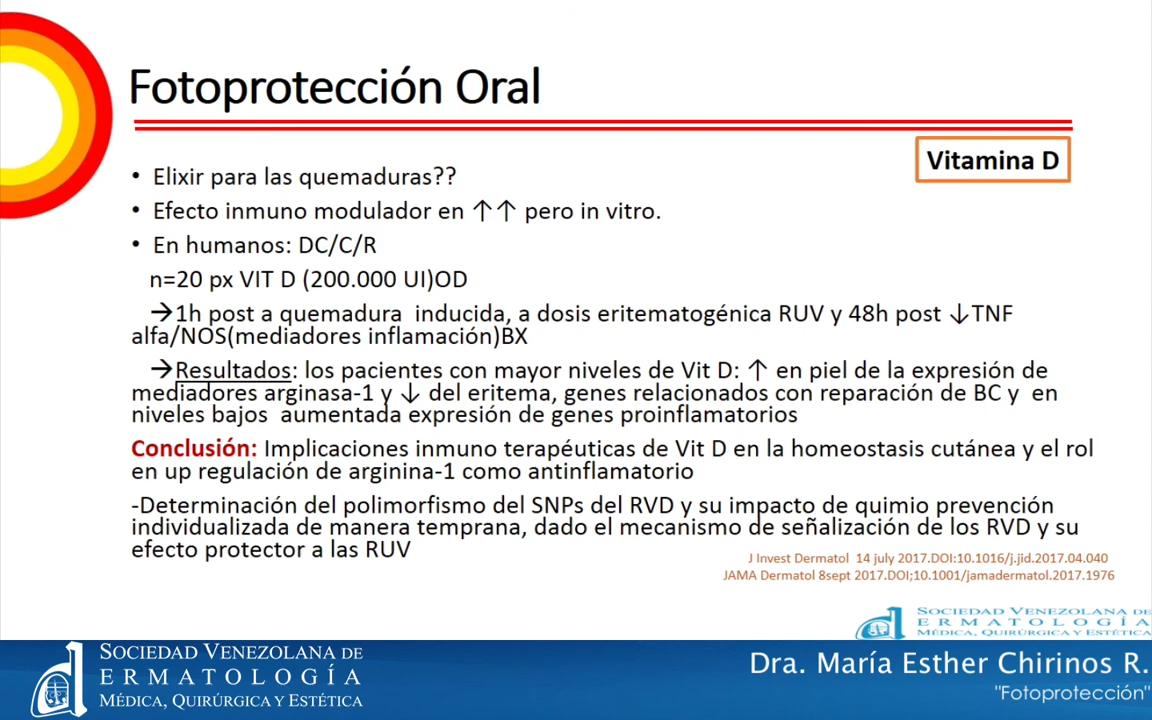 Fotoprotección Oral
Vitamina D
• Elixir para las quemaduras??
• Efecto inmuno modulador en ↑↑ pero in vitro.
• En humanos: DC/C/R
n=20 px VIT D (200.000 UI)OD
→1h post a quemadura inducida, a dosis eritematogénica RUV y 48h post ↓TNF
alfa/NOS(mediadores inflamación)BX
→Resultados: los pacientes con mayor niveles de Vit D: ↑ en piel de la expresión de
mediadores arginasa-1 y ↓ del eritema, genes relacionados con reparación de BC y en
niveles bajos aumentada expresión de genes proinflamatorios
Conclusión: Implicaciones inmuno terapéuticas de Vit D en la homeostasis cutánea y el rol
en up regulación de arginina-1 como antinflamatorio
-Determinación del polimorfismo del SNPs del RVD y su impacto de quimio prevención
individualizada de manera temprana, dado el mecanismo de señalización de los RVD y su
efecto protector a las RUV
J Invest Dermatol 14 july 2017.DOI:10.1016/j.jid.2017.04.040
JAMA Dermatol 8sept 2017.DOI;10.1001/jamadermatol.2017.1976
Sociedad Venezolana de
Dermatología
Médica, Quirúrgica y Estética
Sociedad Venezolana de
Dermatología
Médica, Quirúrgica y Estética
Dra. María Esther Chirinos R.
"Fotoprotección"